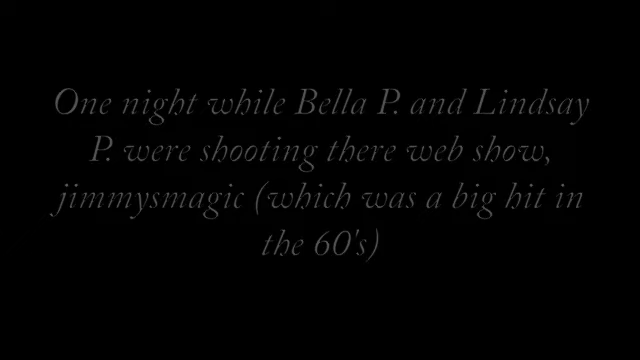 One night while Bella P. and Lindsay
P. were shooting there web show,
jimmysmagic (which was a big hit in
the 60's)